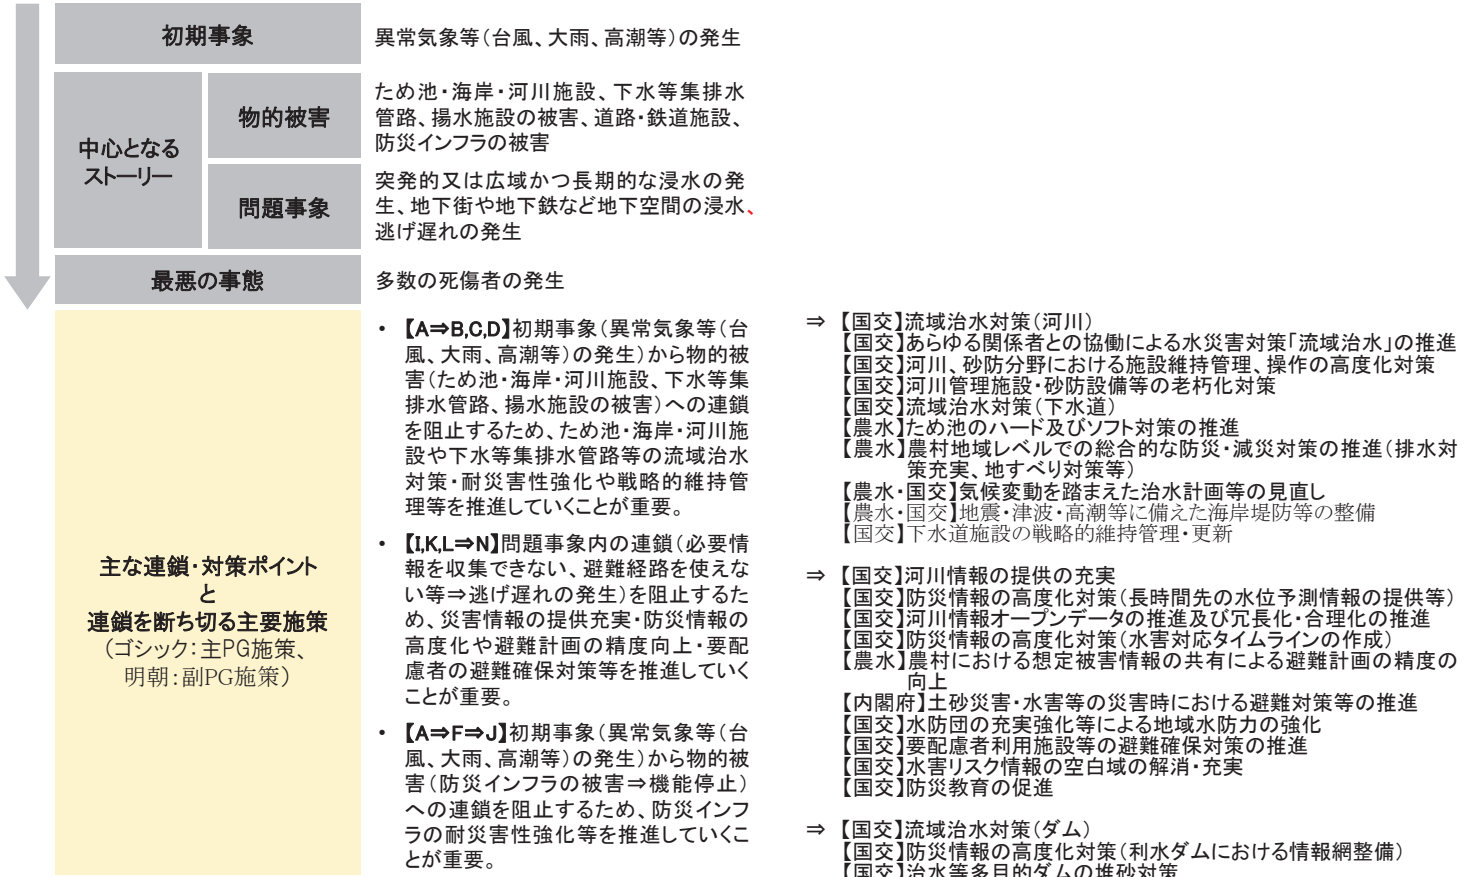 初期事象
異常気象等（台風、大雨、高潮等）の発生
中心となる
ストーリー
物的被害
ため池・海岸・河川施設、下水等集排水
管路、揚水施設の被害、道路・鉄道施設、
防災インフラの被害
問題事象
突発的又は広域かつ長期的な浸水の発
生、地下街や地下鉄など地下空間の浸水、
逃げ遅れの発生
最悪の事態
多数の死傷者の発生
主な連鎖・対策ポイント
と
連鎖を断ち切る主要施策
（ゴシック：主PG施策、
明朝：副PG施策）
・【A⇒B,C,D】初期事象（異常気象等（台
風、大雨、高潮等）の発生）から物的被
害（ため池・海岸・河川施設、下水等集
排水管路、揚水施設の被害）への連鎖
を阻止するため、ため池・海岸・河川施
設や下水等集排水管路等の流域治水
対策・耐災害性強化や戦略的維持管
理等を推進していくことが重要。
・【I,K,L⇒N】問題事象内の連鎖（必要情
報を収集できない、避難経路を使えな
い等⇒逃げ遅れの発生）を阻止するた
め、災害情報の提供充実・防災情報の
高度化や避難計画の精度向上・要配
慮者の避難確保対策等を推進していく
ことが重要。
・【A⇒F⇒J】初期事象（異常気象等（台
風、大雨、高潮等）の発生）から物的被
害（防災インフラの被害⇒機能停止）
への連鎖を阻止するため、防災インフ
ラの耐災害性強化等を推進していくこ
とが重要。
⇒【国交】流域治水対策（河川）
【国交】あらゆる関係者との協働による水災害対策「流域治水」の推進
【国交】河川、砂防分野における施設維持管理、操作の高度化対策
【国交】河川管理施設・砂防設備等の老朽化対策
【国交】流域治水対策（下水道）
【農水】ため池のハード及びソフト対策の推進
【農水】農村地域レベルでの総合的な防災・減災対策の推進（排水対
策充実、地すべり対策等）
【農水・国交】気候変動を踏まえた治水計画等の見直し
【農水・国交】地震・津波・高潮等に備えた海岸堤防等の整備
【国交】下水道施設の戦略的維持管理・更新
⇒【国交】河川情報の提供の充実
【国交】防災情報の高度化対策（長時間先の水位予測情報の提供等）
【国交】河川情報オープンデータの推進及び冗長化・合理化の推進
【国交】防災情報の高度化対策（水害対応タイムラインの作成）
【農水】農村における想定被害情報の共有による避難計画の精度の
向上
【内閣府】土砂災害・水害等の災害時における避難対策等の推進
【国交】水防団の充実強化等による地域水防力の強化
【国交】要配慮者利用施設等の避難確保対策の推進
【国交】水害リスク情報の空白域の解消・充実
【国交】防災教育の促進
⇒【国交】流域治水対策（ダム）
【国交】防災情報の高度化対策（利水ダムにおける情報網整備）
【国交】治水等多目的ダムの堆砂対策